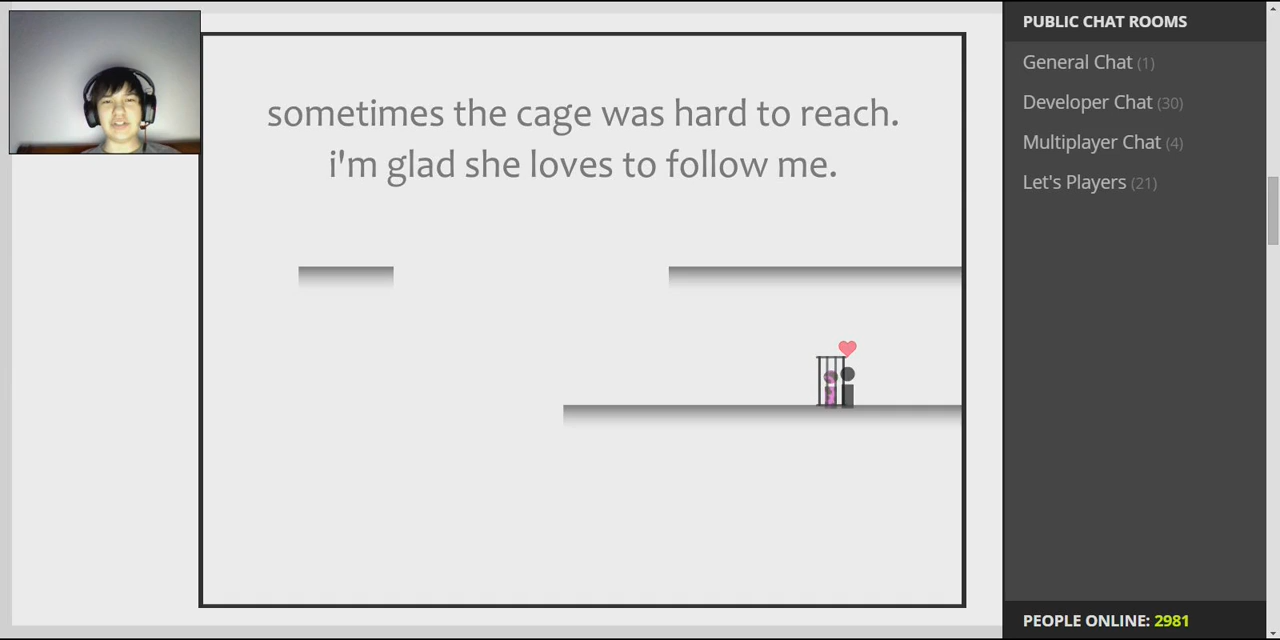 sometimes the cage was hard to reach.
i'm glad she loves to follow me.
PUBLIC CHAT ROOMS
General Chat (1)
Developer Chat (30)
Multiplayer Chat (4)
Let's Players (21)
PEOPLE ONLINE: 2981